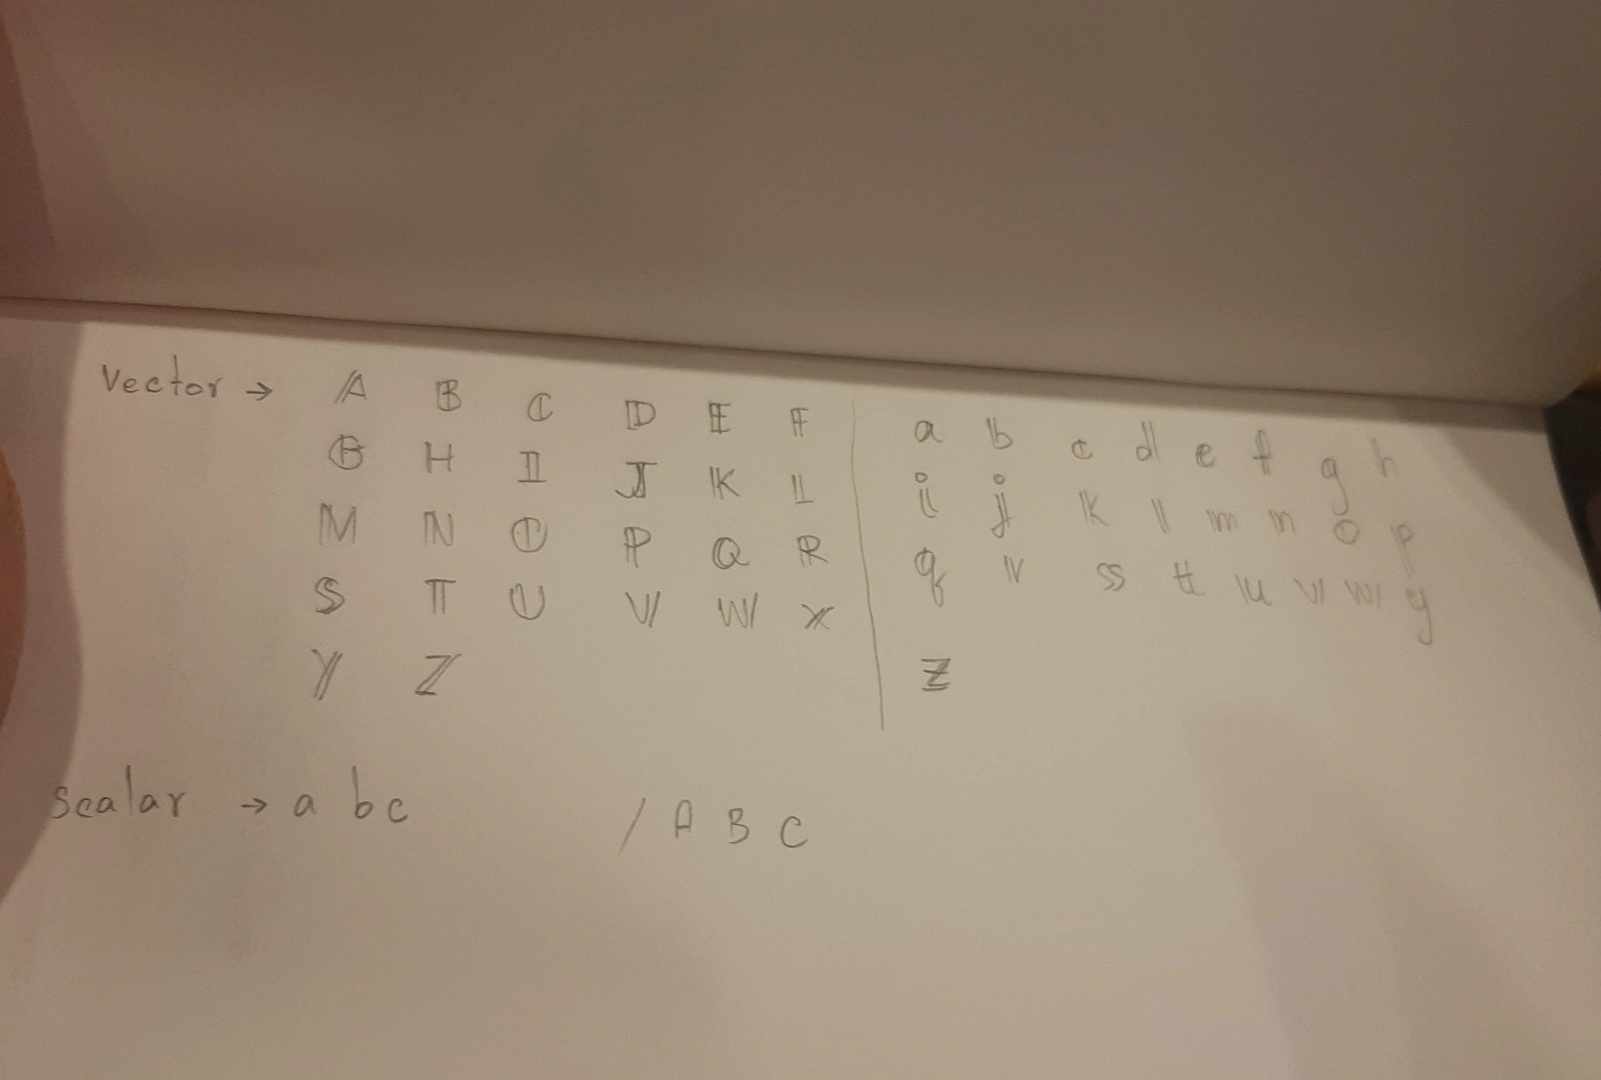 Vector → 𝔸 𝔹 ℂ 𝔻 𝔼 𝔽 | 𝕒 𝕓 𝕔 𝕕 𝕖 𝕗 𝕘 𝕙
𝔾 ℍ 𝕀 𝕁 𝕂 𝕃 | 𝕚 𝕛 𝕜 𝕝 𝕞 𝕟 𝕠 𝕡
𝕄 ℕ 𝕆 ℙ ℚ ℝ | 𝕢 𝕣 𝕤 𝕥 𝕦 𝕧 𝕨 𝕪
𝕊 𝕋 𝕌 𝕍 𝕎 𝕏 | 𝕫
𝕐 ℤ
Scalar → a b c / A B C